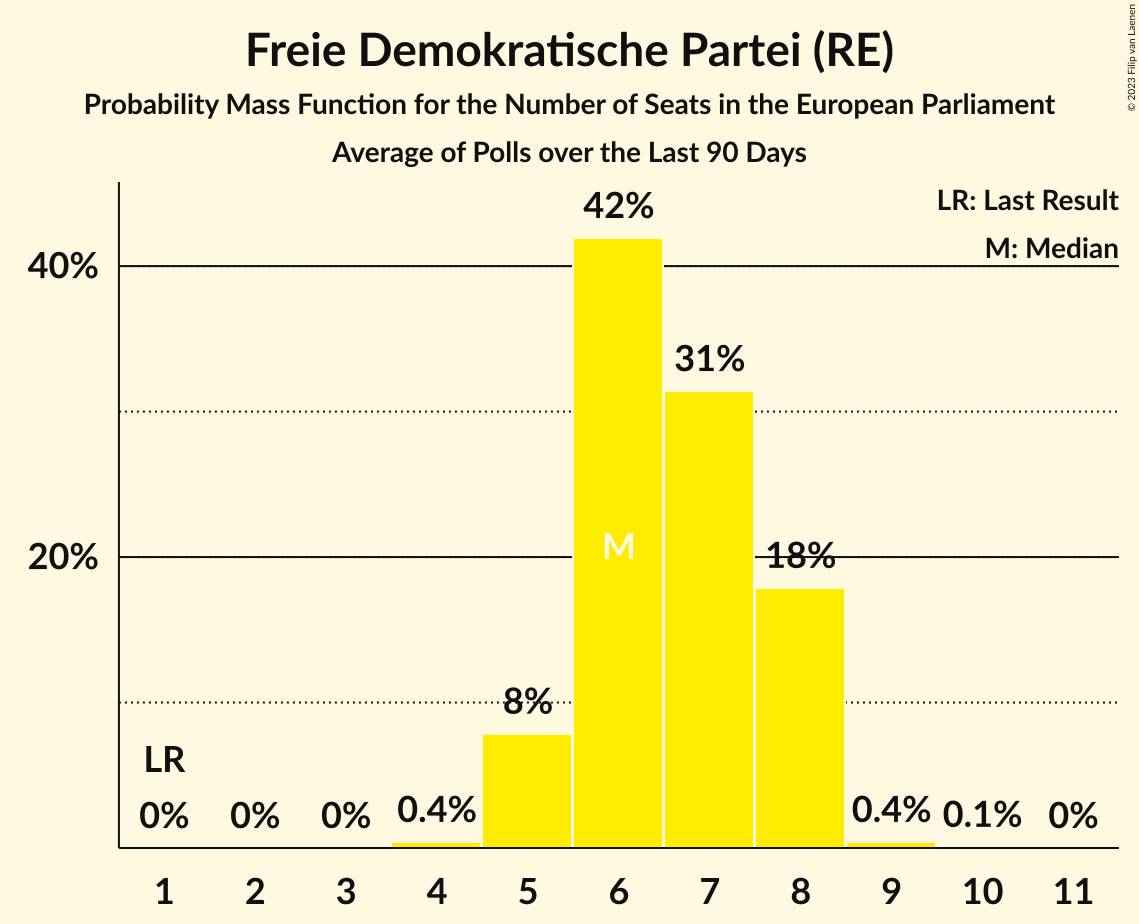 Freie Demokratische Partei (RE)
Probability Mass Function for the Number of Seats in the European Parliament
Average of Polls over the Last 90 Days
© 2023 Filip van Laenen
LR: Last Result
M: Median
42%
40%
31%
M
20%
18%
8%
LR
0%
0%
0%
0.4%
0.4%
0.1%
0%
1 2 3 4 5 6 7 8 9 10 11